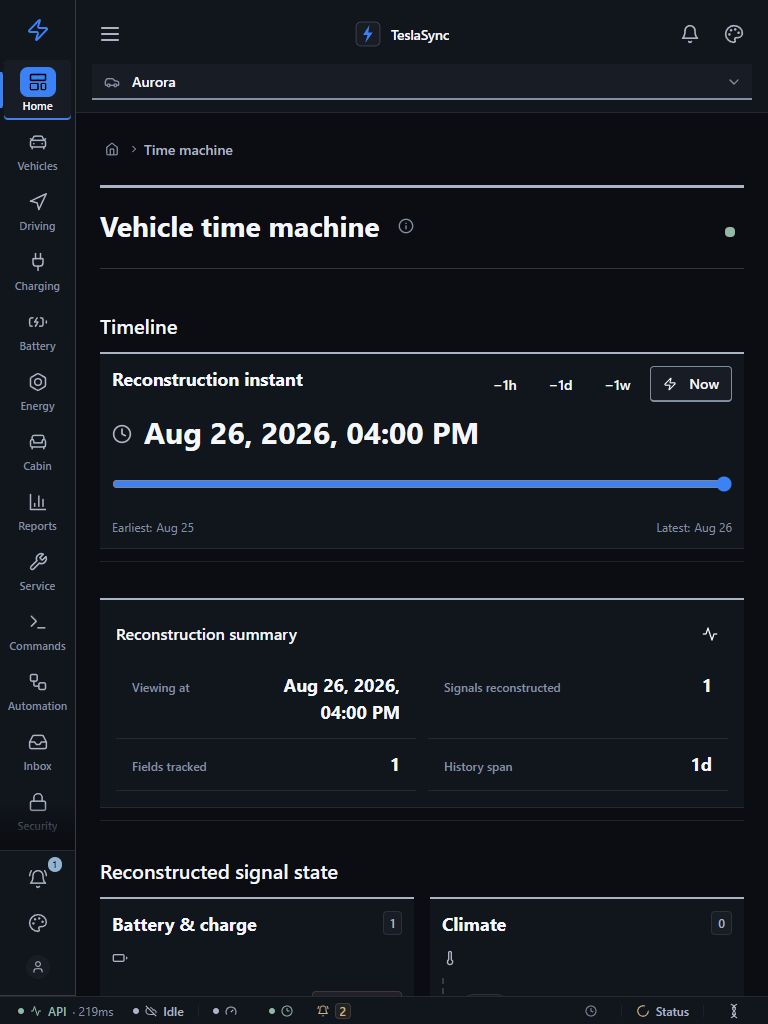 TeslaSync
Aurora
Home
Vehicles
Driving
Charging
Battery
Energy
Cabin
Reports
Service
Commands
Automation
Inbox
Security
1
Time machine
Vehicle time machine
Timeline
Reconstruction instant
−1h
−1d
−1w
Now
Aug 26, 2026, 04:00 PM
Earliest: Aug 25
Latest: Aug 26
Reconstruction summary
Viewing at
Aug 26, 2026,
04:00 PM
Signals reconstructed
1
Fields tracked
1
History span
1d
Reconstructed signal state
Battery & charge
1
Climate
0
API · 219ms
Idle
2
Status